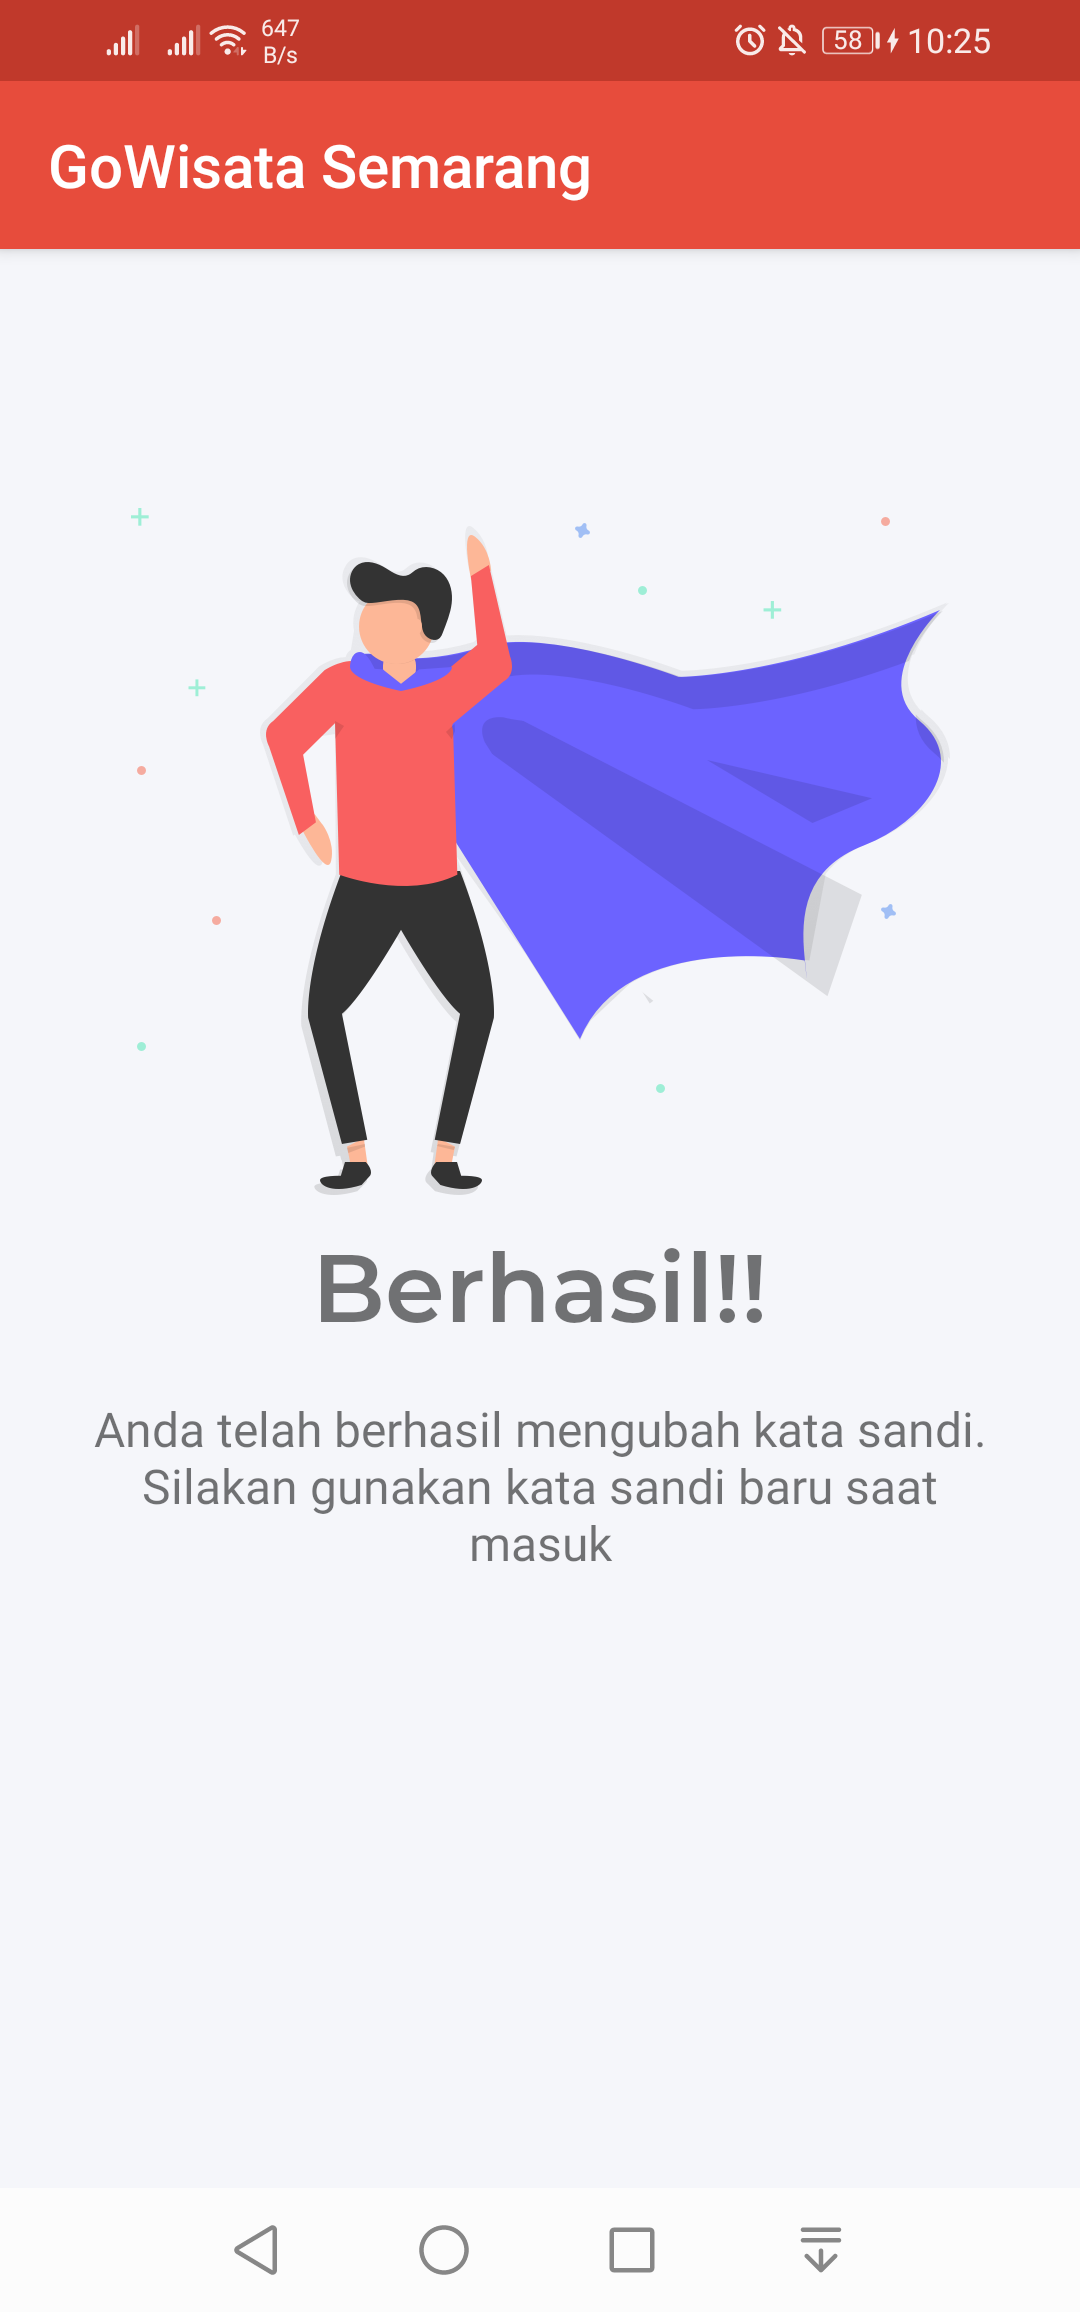 647
B/s
58
10:25
GoWisata Semarang
Berhasil!!
Anda telah berhasil mengubah kata sandi.
Silakan gunakan kata sandi baru saat
masuk